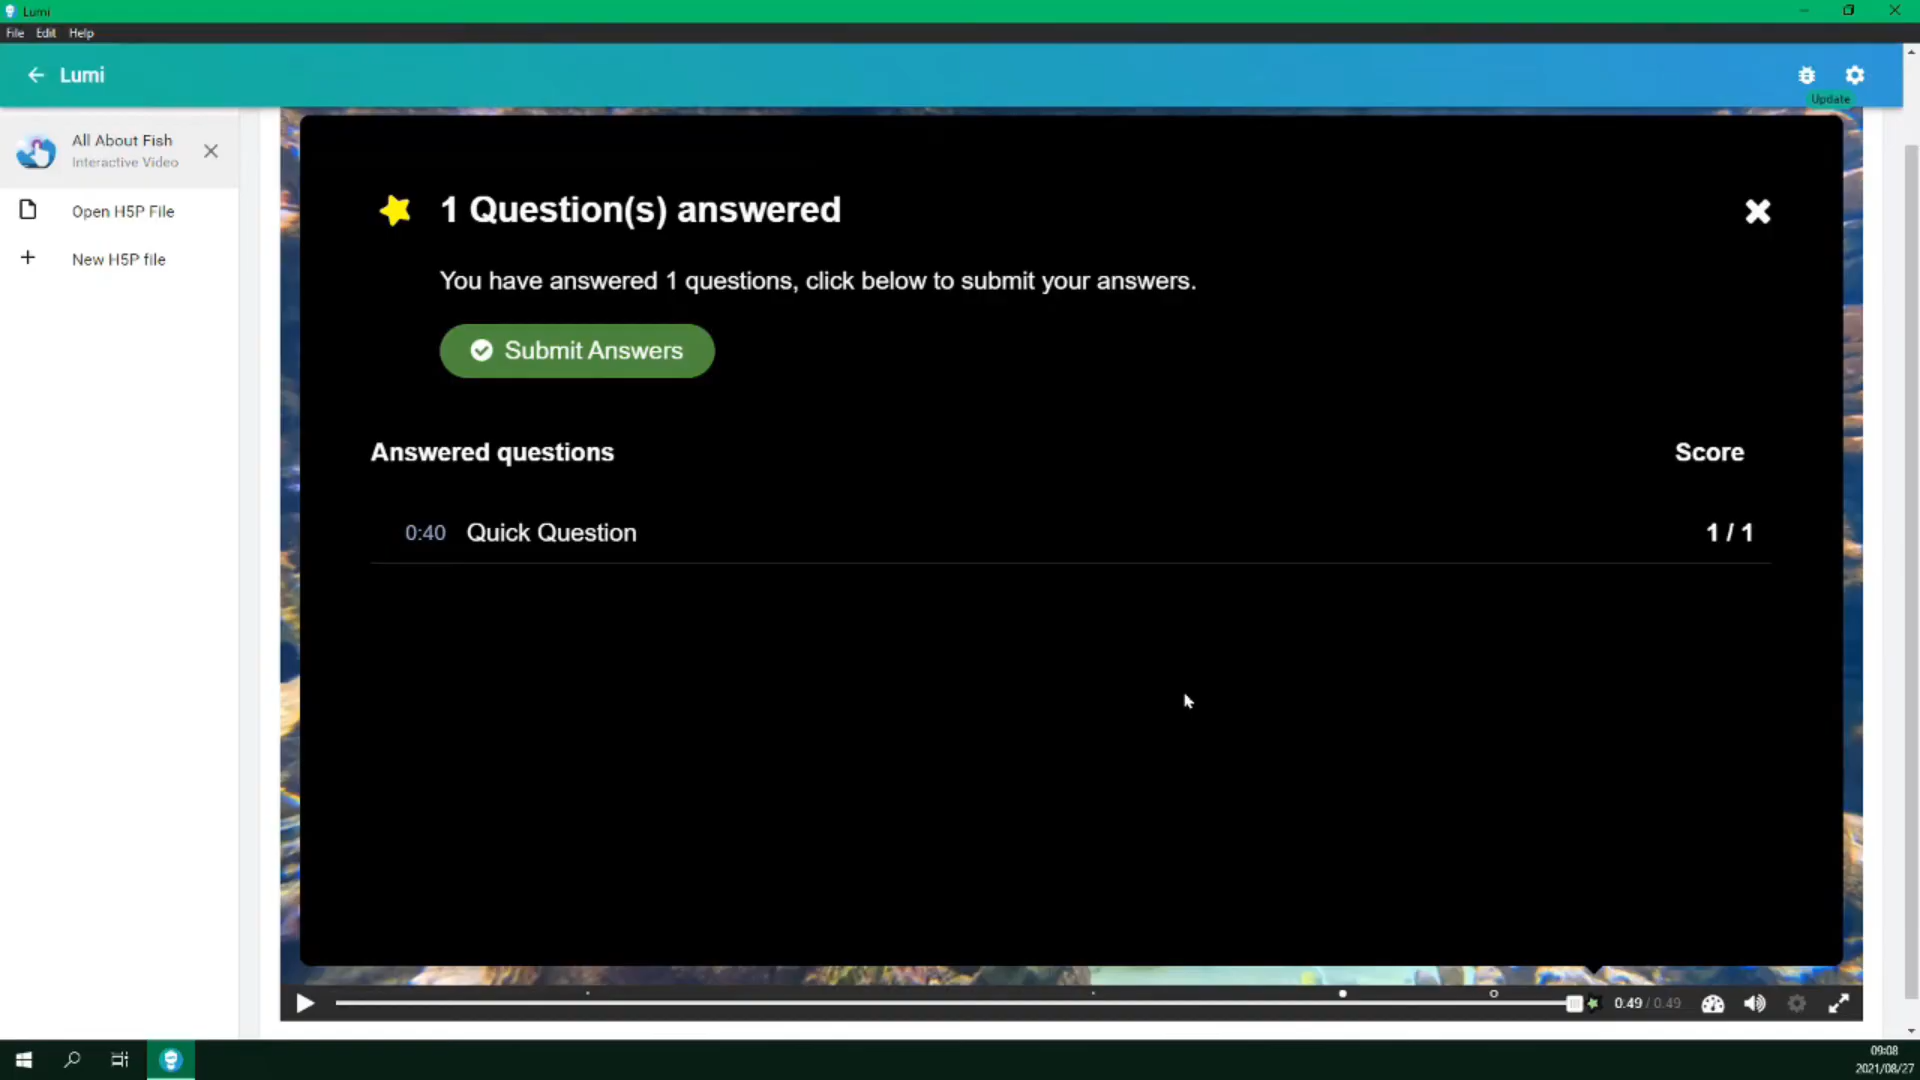 Lumi
File Edit Help
Lumi
Update
All About Fish
Interactive Video
Open H5P File
New H5P file
1 Question(s) answered
You have answered 1 questions, click below to submit your answers.
Submit Answers
Answered questions Score
0:40 Quick Question 1 / 1
0:49 / 0:49
09:08
2021/08/27